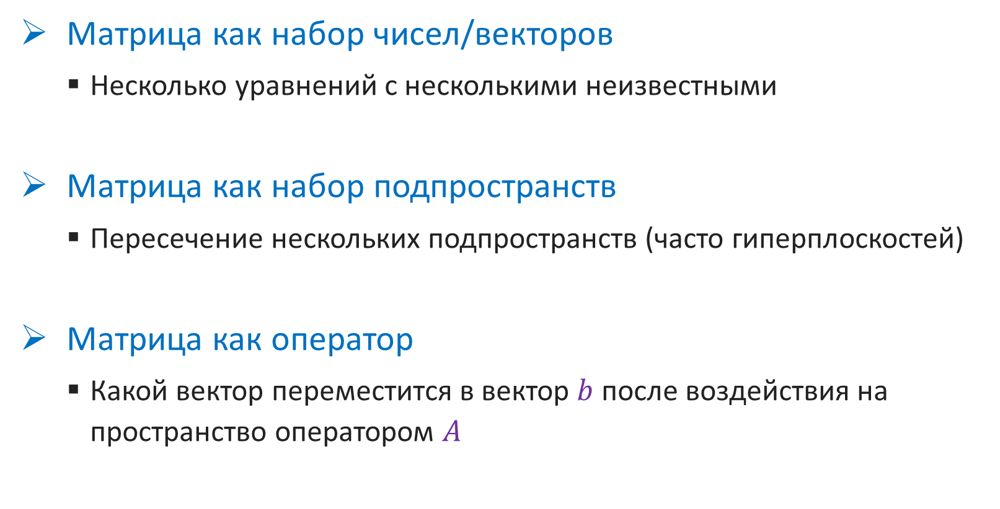 Матрица как набор чисел/векторов
Несколько уравнений с несколькими неизвестными
Матрица как набор подпространств
Пересечение нескольких подпространств (часто гиперплоскостей)
Матрица как оператор
Какой вектор переместится в вектор b после воздействия на
пространство оператором A